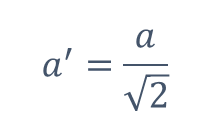 a′ = a/√2